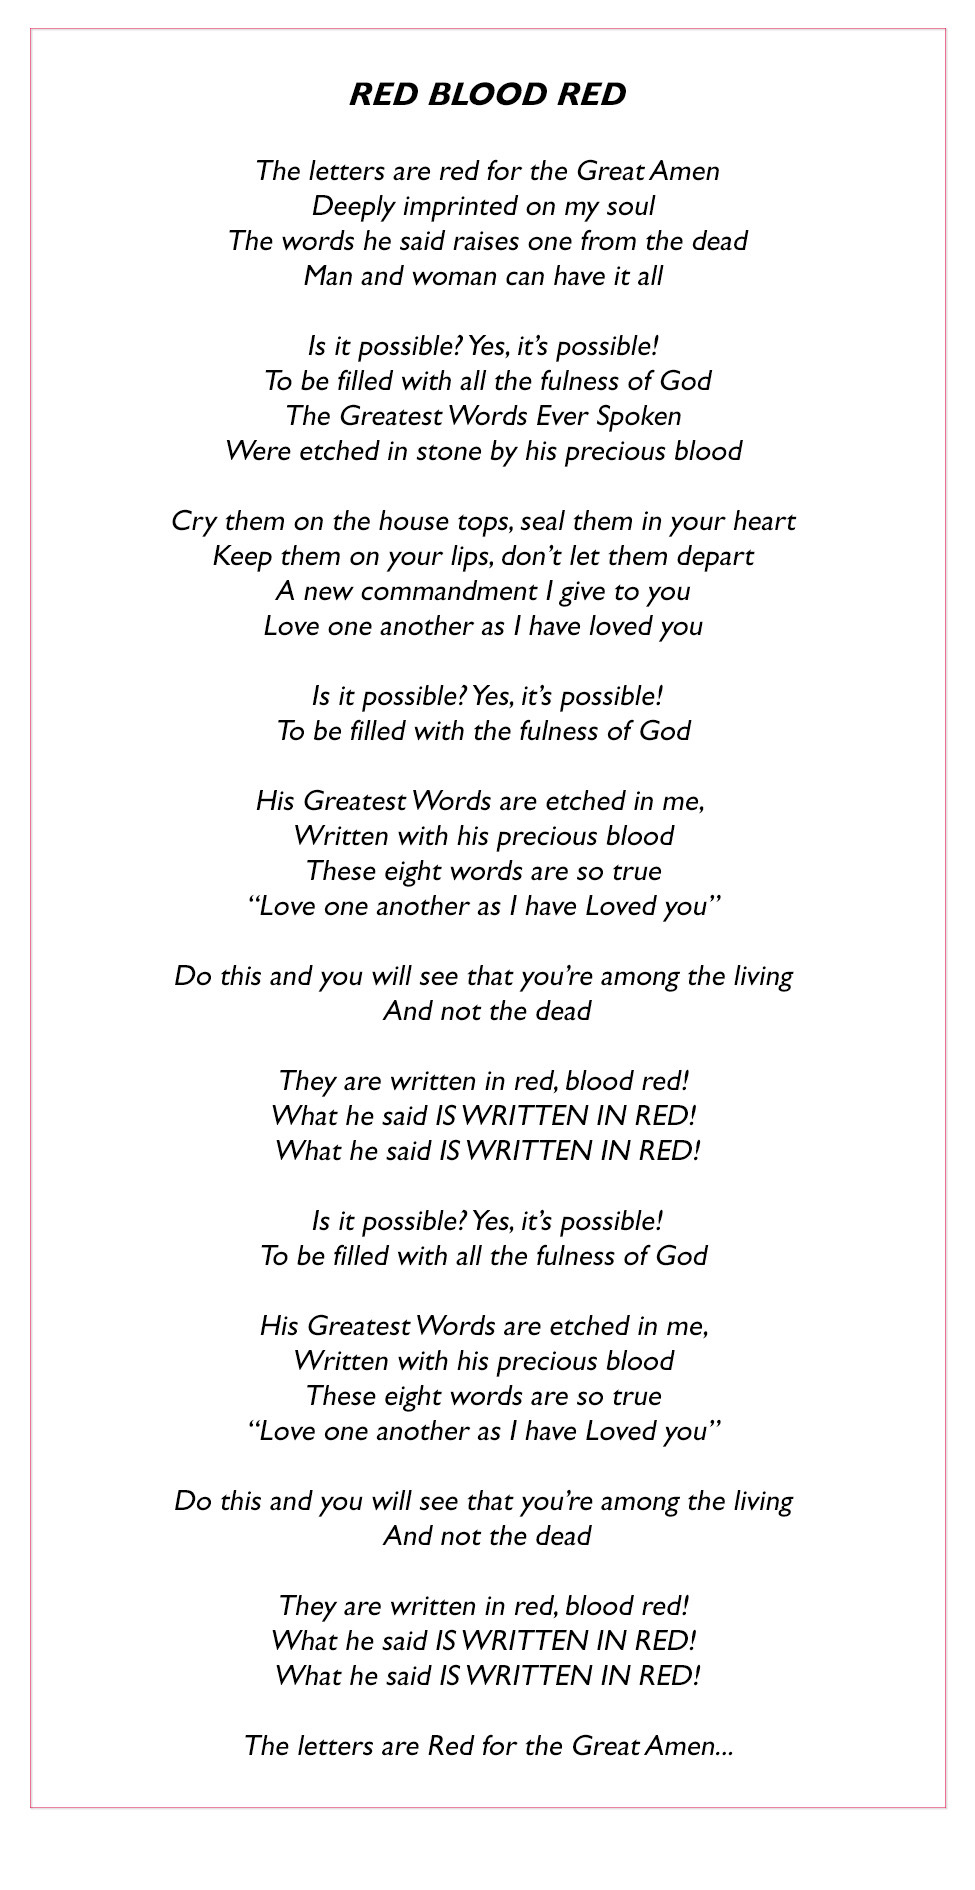 RED BLOOD RED
The letters are red for the Great Amen
Deeply imprinted on my soul
The words he said raises one from the dead
Man and woman can have it all
Is it possible? Yes, it’s possible!
To be filled with all the fulness of God
The Greatest Words Ever Spoken
Were etched in stone by his precious blood
Cry them on the house tops, seal them in your heart
Keep them on your lips, don’t let them depart
A new commandment I give to you
Love one another as I have loved you
Is it possible? Yes, it’s possible!
To be filled with the fulness of God
His Greatest Words are etched in me,
Written with his precious blood
These eight words are so true
“Love one another as I have Loved you”
Do this and you will see that you’re among the living
And not the dead
They are written in red, blood red!
What he said IS WRITTEN IN RED!
What he said IS WRITTEN IN RED!
Is it possible? Yes, it’s possible!
To be filled with all the fulness of God
His Greatest Words are etched in me,
Written with his precious blood
These eight words are so true
“Love one another as I have Loved you”
Do this and you will see that you’re among the living
And not the dead
They are written in red, blood red!
What he said IS WRITTEN IN RED!
What he said IS WRITTEN IN RED!
The letters are Red for the Great Amen...